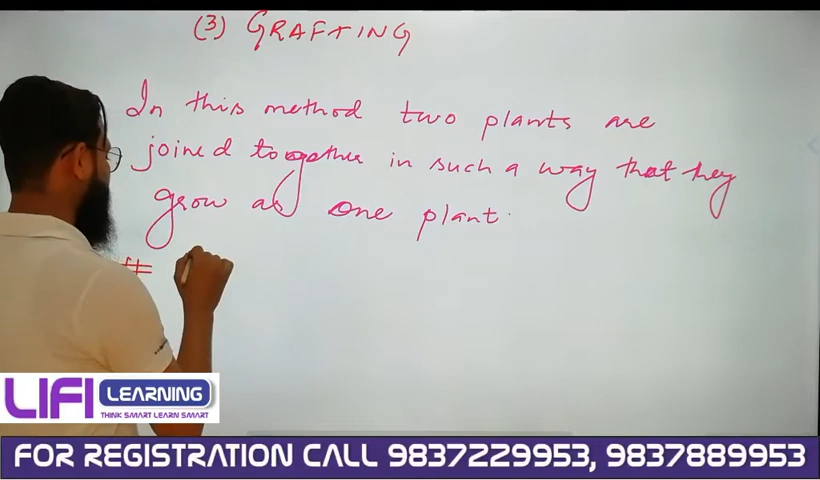 (3) GRAFTING
In this method two plants are
joined together in such a way that they
grow as one plant.
#
LIFI LEARNING
THINK SMART LEARN SMART
FOR REGISTRATION CALL 9837229953, 9837889953